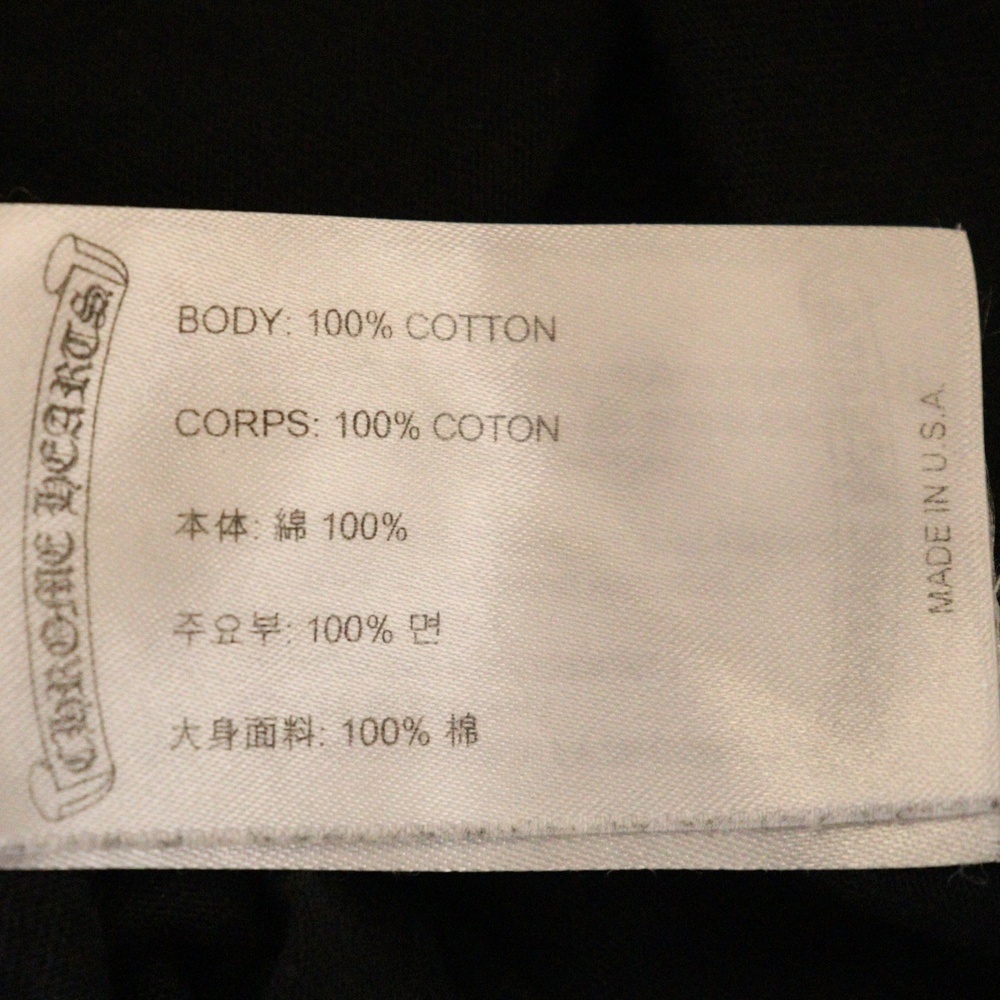 CHROME HEARTS
BODY: 100% COTTON
CORPS: 100% COTON
本体: 綿 100%
주요부: 100% 면
大身面料: 100% 棉
MADE IN U.S.A.